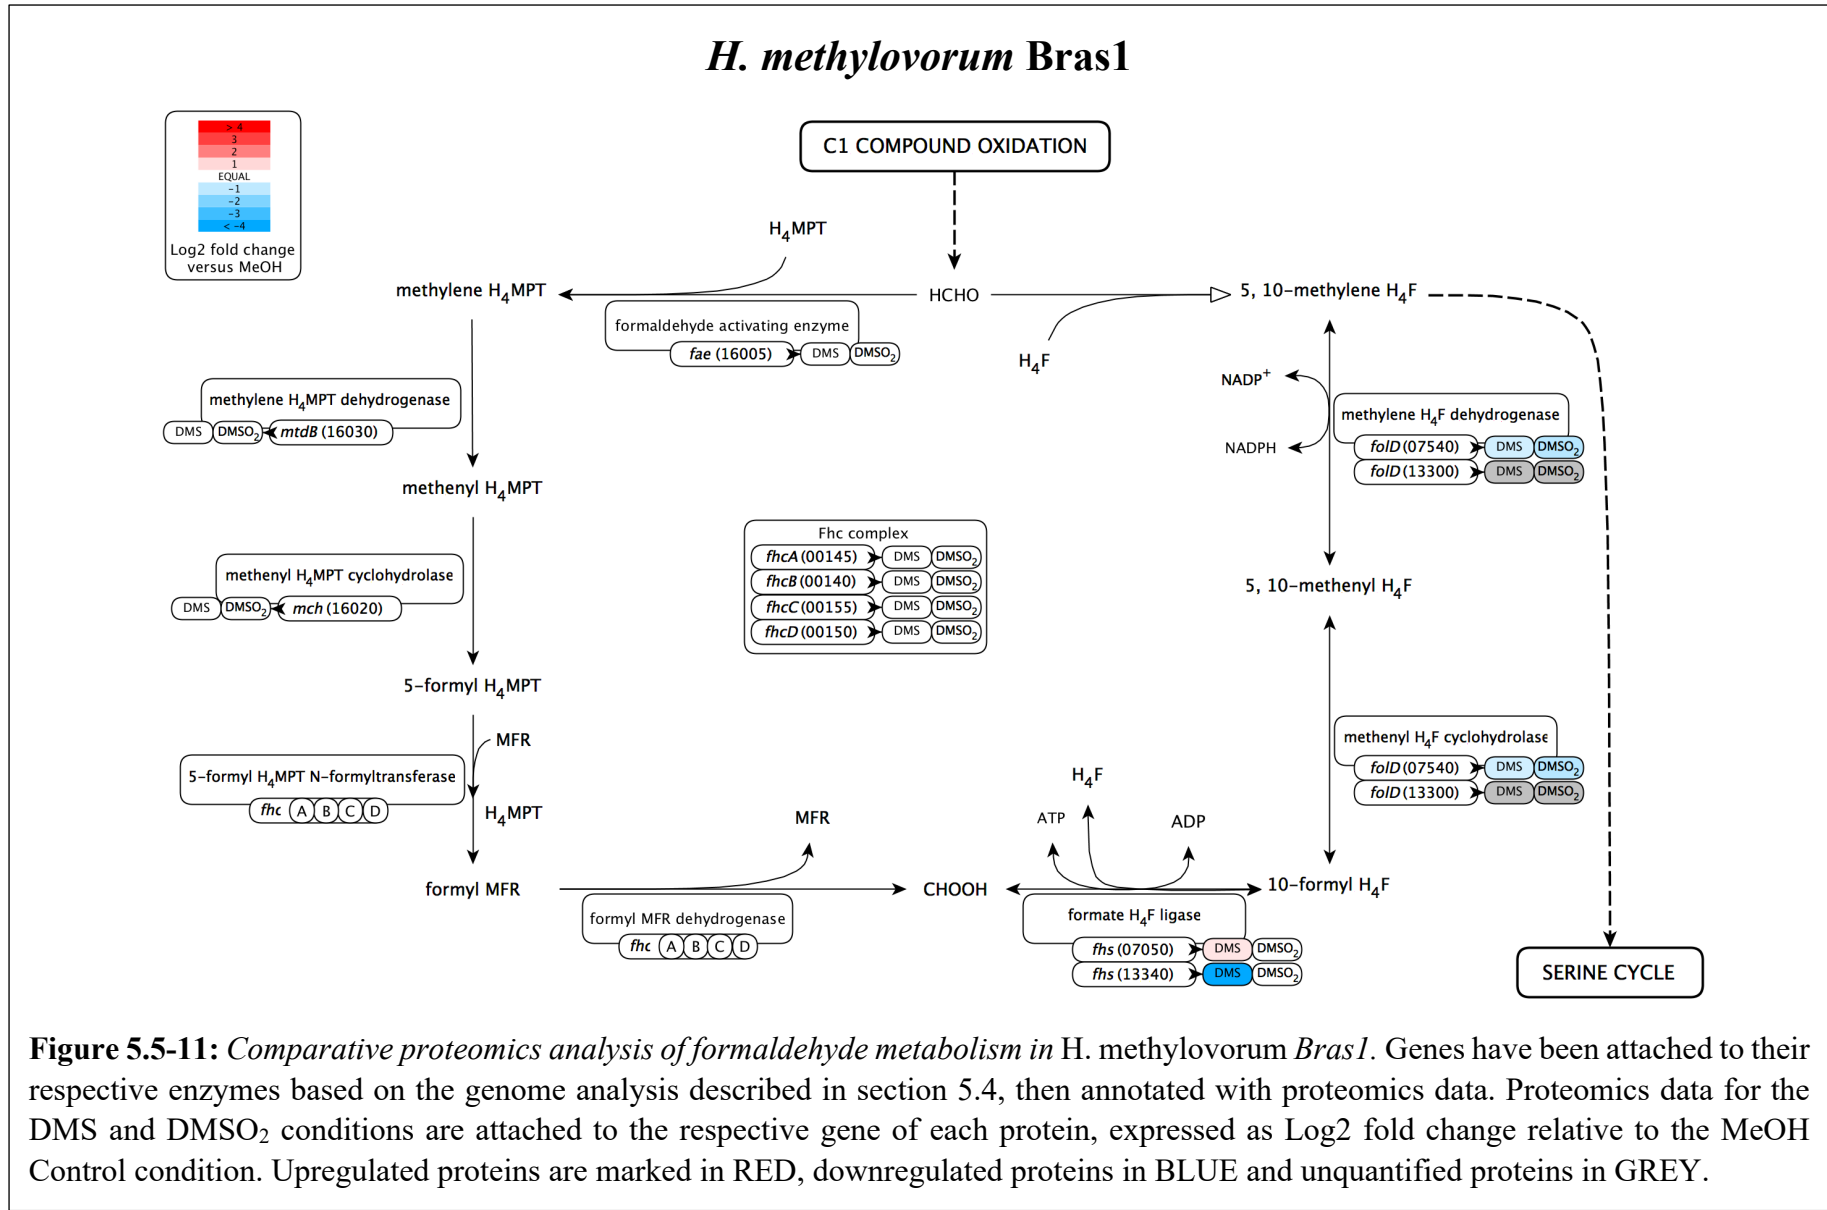 H. methylovorum Bras1
> 4
3
2
1
EQUAL
-1
-2
-3
< -4
Log2 fold change
versus MeOH
C1 COMPOUND OXIDATION
H4MPT
methylene H4MPT
HCHO
5, 10-methylene H4F
formaldehyde activating enzyme
fae (16005) DMS DMSO2
H4F
NADP+
NADPH
methylene H4MPT dehydrogenase
DMS DMSO2 mtdB (16030)
methylene H4F dehydrogenase
folD (07540) DMS DMSO2
folD (13300) DMS DMSO2
methenyl H4MPT
Fhc complex
fhcA (00145) DMS DMSO2
fhcB (00140) DMS DMSO2
fhcC (00155) DMS DMSO2
fhcD (00150) DMS DMSO2
methenyl H4MPT cyclohydrolase
DMS DMSO2 mch (16020)
5, 10-methenyl H4F
5-formyl H4MPT
MFR
5-formyl H4MPT N-formyltransferase
fhc A B C D
H4MPT
methenyl H4F cyclohydrolase
folD (07540) DMS DMSO2
folD (13300) DMS DMSO2
MFR
H4F
ATP
ADP
formyl MFR
CHOOH
10-formyl H4F
formyl MFR dehydrogenase
fhc A B C D
formate H4F ligase
fhs (07050) DMS DMSO2
fhs (13340) DMS DMSO2
SERINE CYCLE
Figure 5.5-11: Comparative proteomics analysis of formaldehyde metabolism in H. methylovorum Bras1. Genes have been attached to their
respective enzymes based on the genome analysis described in section 5.4, then annotated with proteomics data. Proteomics data for the
DMS and DMSO2 conditions are attached to the respective gene of each protein, expressed as Log2 fold change relative to the MeOH
Control condition. Upregulated proteins are marked in RED, downregulated proteins in BLUE and unquantified proteins in GREY.